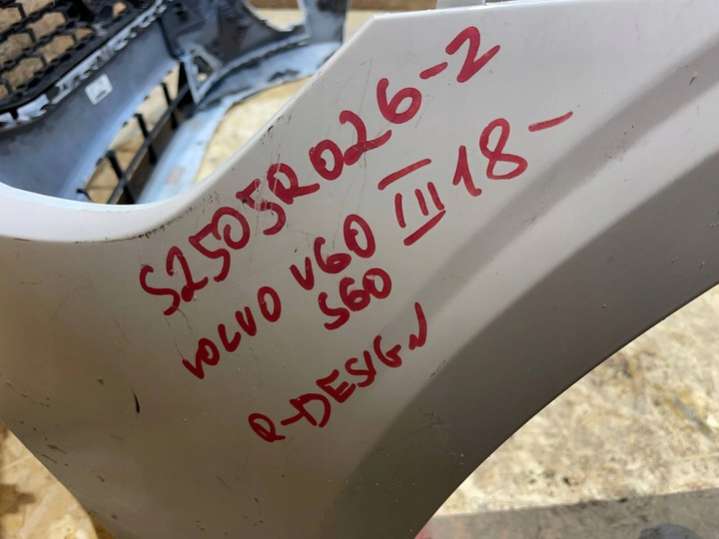 S2505R026-2
VOLVO V60 III 18-
S60
R-DESIGN